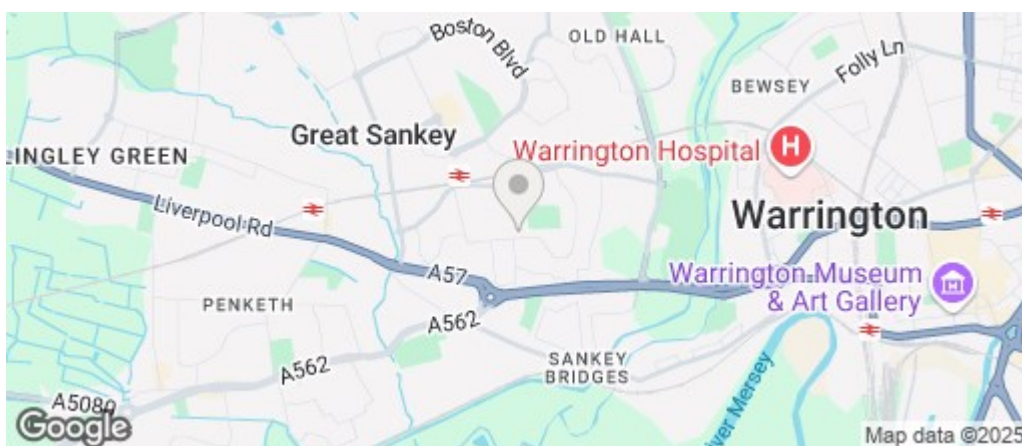 Boston Blvd
OLD HALL
Folly Ln
BEWSEY
Great Sankey
Warrington Hospital
H
LINGLEY GREEN
Liverpool Rd
Warrington
A57
Warrington Museum
& Art Gallery
PENKETH
A562
SANKEY
BRIDGES
A562
River Mersey
A5080
Google
Map data ©2025